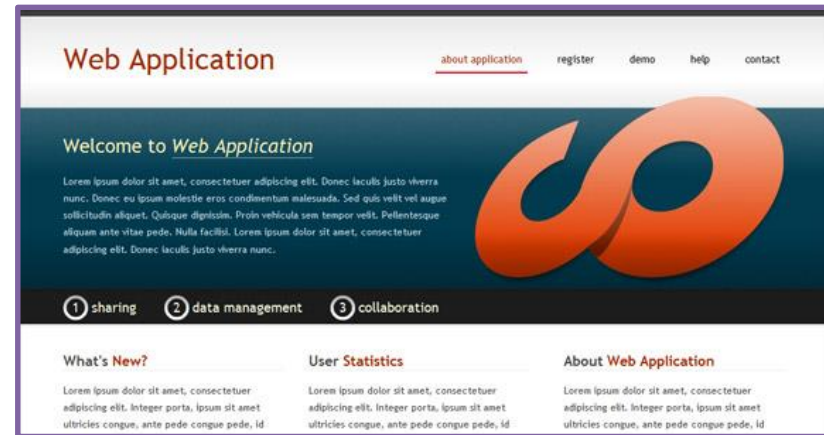 Web Application
about application register demo help contact
Welcome to Web Application
Lorem ipsum dolor sit amet, consectetuer adipiscing elit. Donec iaculis justo viverra
nunc. Donec eu ipsum molestie eros condimentum malesuada. Sed quis velit vel augue
sollicitudin aliquet. Quisque dignissim. Proin vehicula sem tempor velit. Pellentesque
aliquam ante vitae pede. Nulla facilisi. Lorem ipsum dolor sit amet, consectetuer
adipiscing elit. Donec iaculis justo viverra nunc.
1 sharing 2 data management 3 collaboration
What's New?
Lorem ipsum dolor sit amet, consectetuer
adipiscing elit. Integer porta, ipsum sit amet
ultricies congue, ante pede congue pede, id
User Statistics
Lorem ipsum dolor sit amet, consectetuer
adipiscing elit. Integer porta, ipsum sit amet
ultricies congue, ante pede congue pede, id
About Web Application
Lorem ipsum dolor sit amet, consectetuer
adipiscing elit. Integer porta, ipsum sit amet
ultricies congue, ante pede congue pede, id